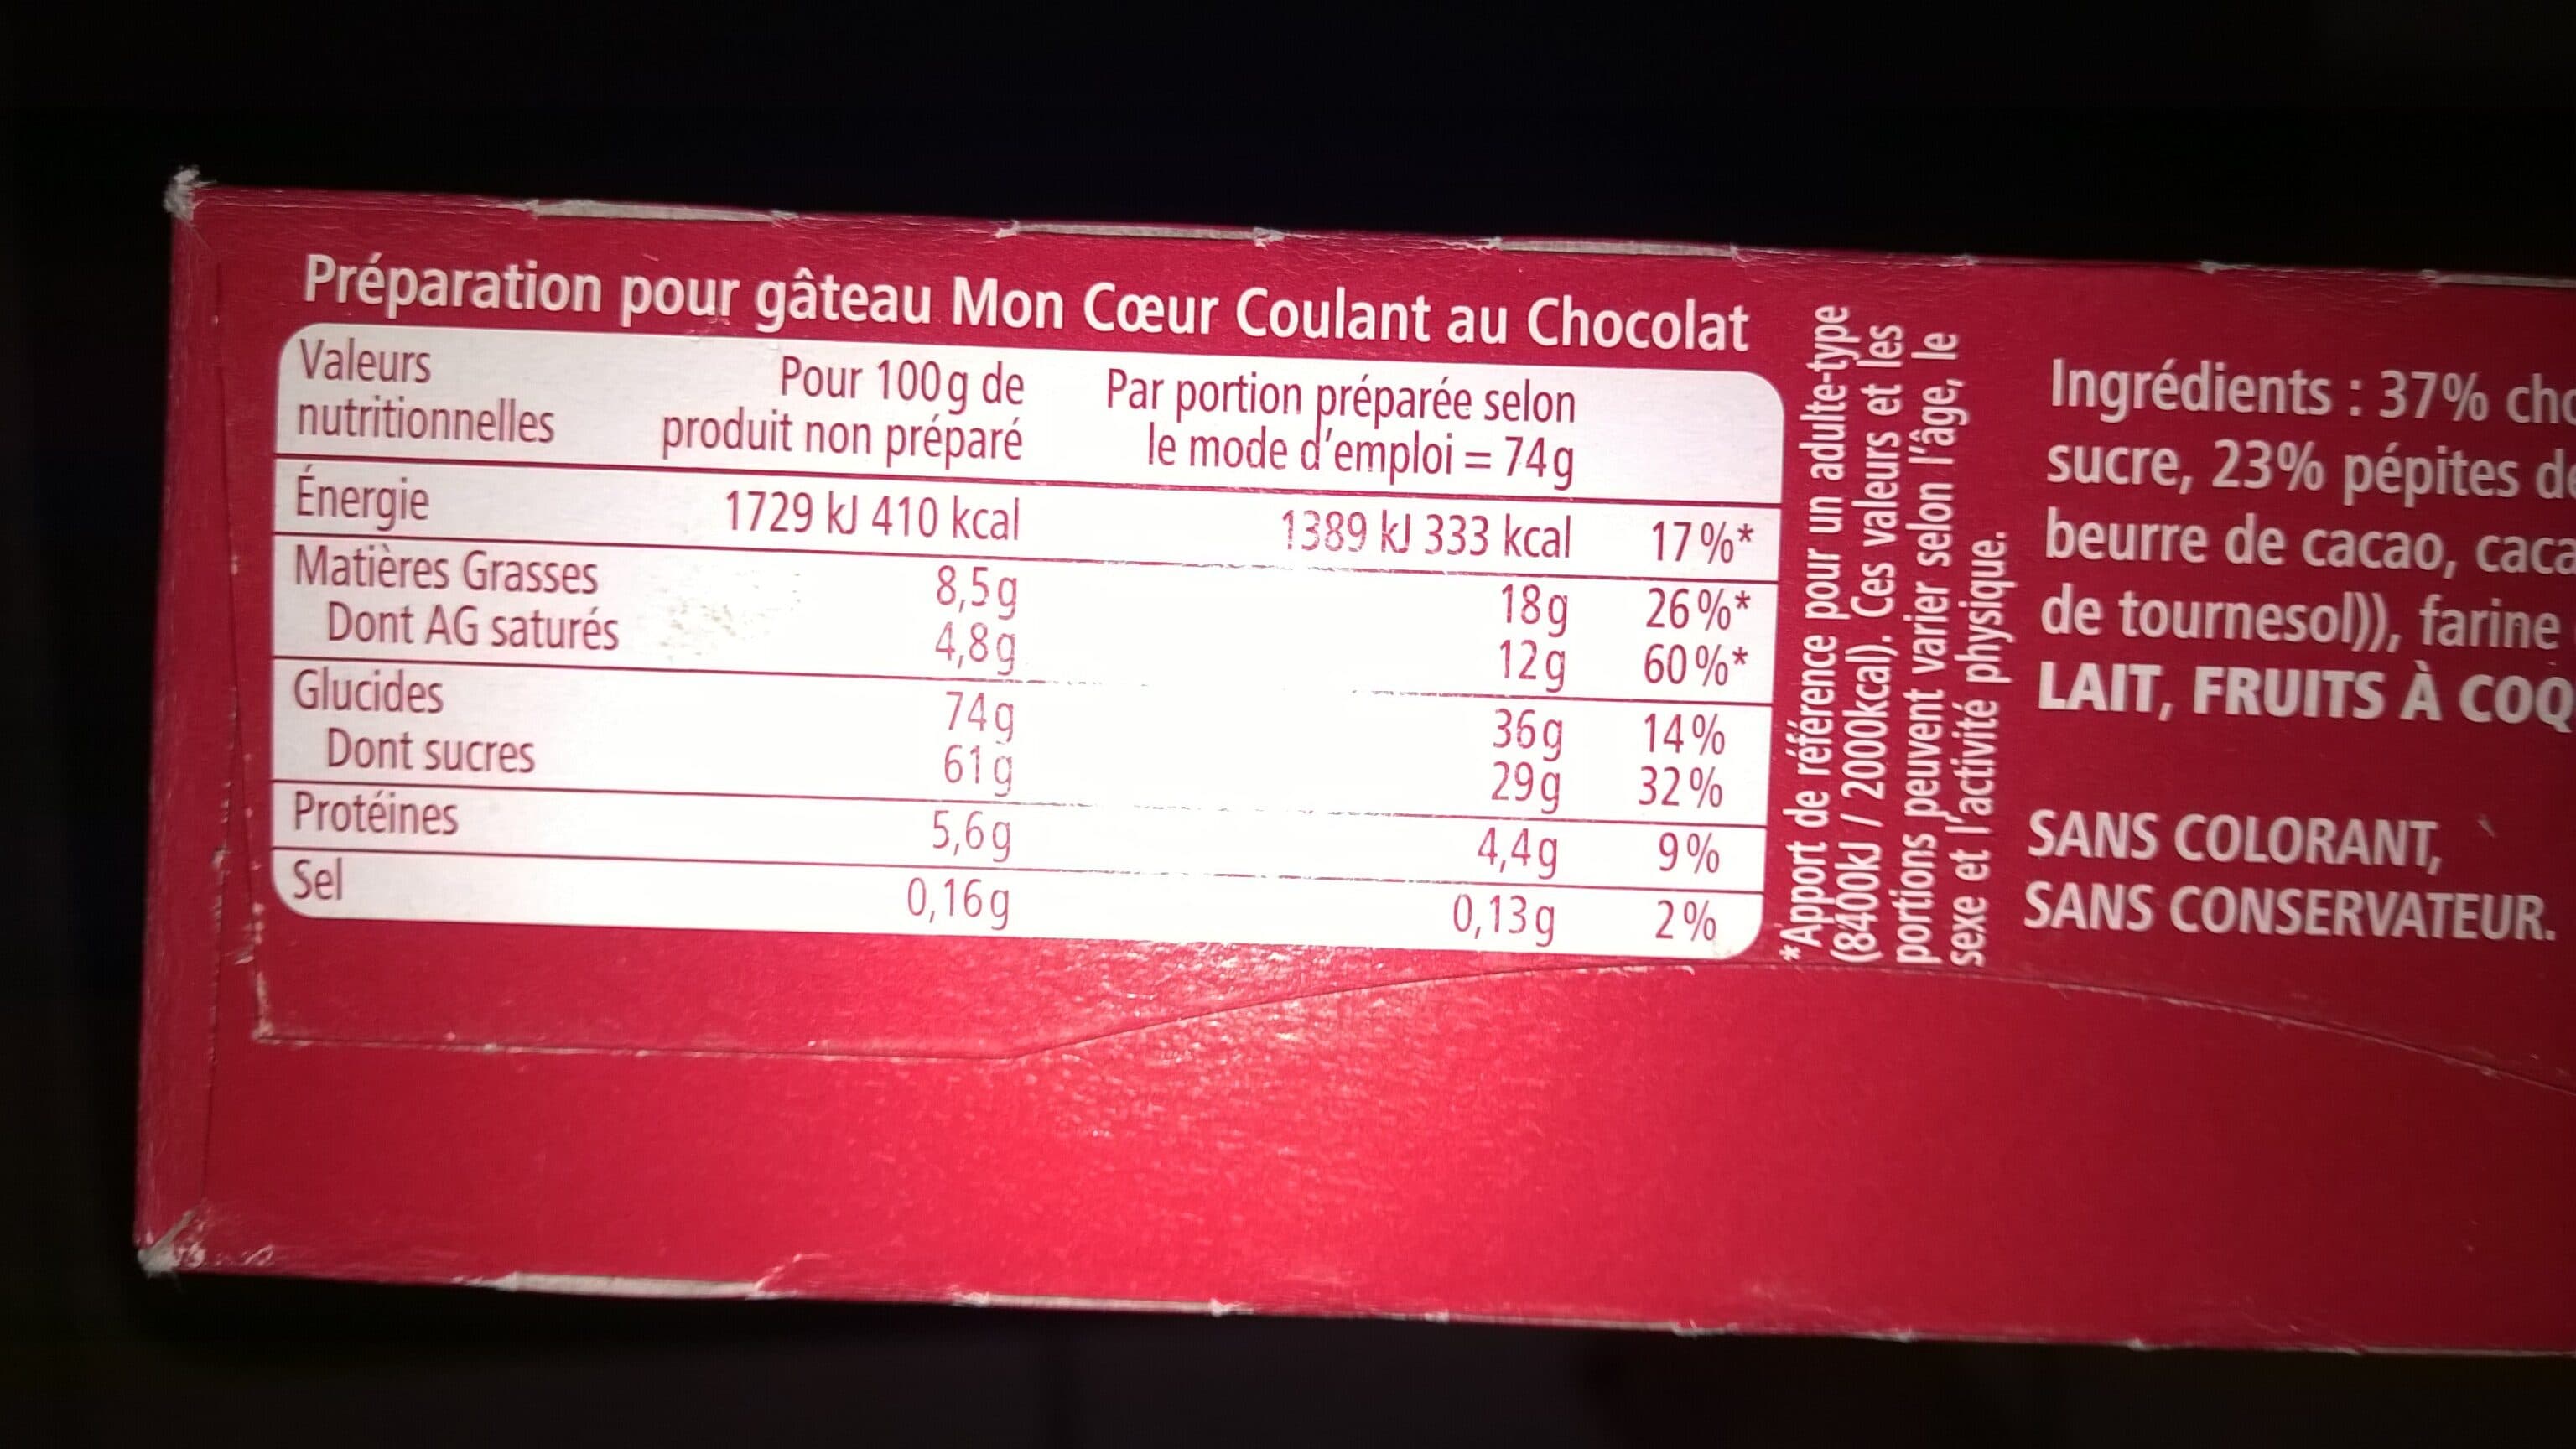 Préparation pour gâteau Mon Cœur Coulant au Chocolat
Valeurs nutritionnelles Pour 100g de produit non préparé Par portion préparée selon le mode d'emploi = 74g
Énergie 1729 kJ 410 kcal 1389 kJ 333 kcal 17%*
Matières Grasses 8,5g 18g 26%*
Dont AG saturés 4,8g 12g 60%*
Glucides 74g 36g 14%
Dont sucres 61g 29g 32%
Protéines 5,6g 4,4g 9%
Sel 0,16g 0,13g 2%
*Apport de référence pour un adulte-type
(8400kJ / 2000kcal). Ces valeurs et les
portions peuvent varier selon l'âge, le
sexe et l'activité physique.
Ingrédients : 37%
sucre, 23% pépites
beurre de cacao,
de tournesol)), farine
LAIT, FRUITS À
SANS COLORANT,
SANS CONSERVATEUR.